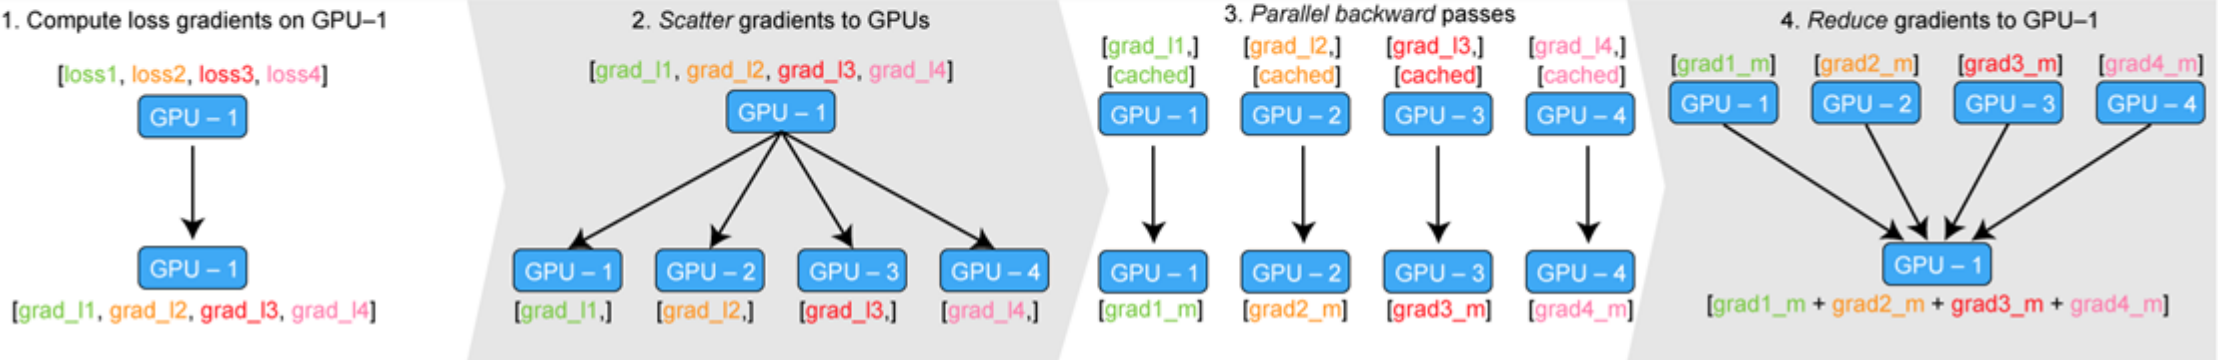 1. Compute loss gradients on GPU–1
[loss1, loss2, loss3, loss4]
GPU – 1
GPU – 1
[grad_l1, grad_l2, grad_l3, grad_l4]
2. Scatter gradients to GPUs
[grad_l1, grad_l2, grad_l3, grad_l4]
GPU – 1
GPU – 1 GPU – 2 GPU – 3 GPU – 4
[grad_l1,] [grad_l2,] [grad_l3,] [grad_l4,]
3. Parallel backward passes
[grad_l1,] [grad_l2,] [grad_l3,] [grad_l4,]
[cached] [cached] [cached] [cached]
GPU – 1 GPU – 2 GPU – 3 GPU – 4
GPU – 1 GPU – 2 GPU – 3 GPU – 4
[grad1_m] [grad2_m] [grad3_m] [grad4_m]
4. Reduce gradients to GPU–1
[grad1_m] [grad2_m] [grad3_m] [grad4_m]
GPU – 1 GPU – 2 GPU – 3 GPU – 4
GPU – 1
[grad1_m + grad2_m + grad3_m + grad4_m]